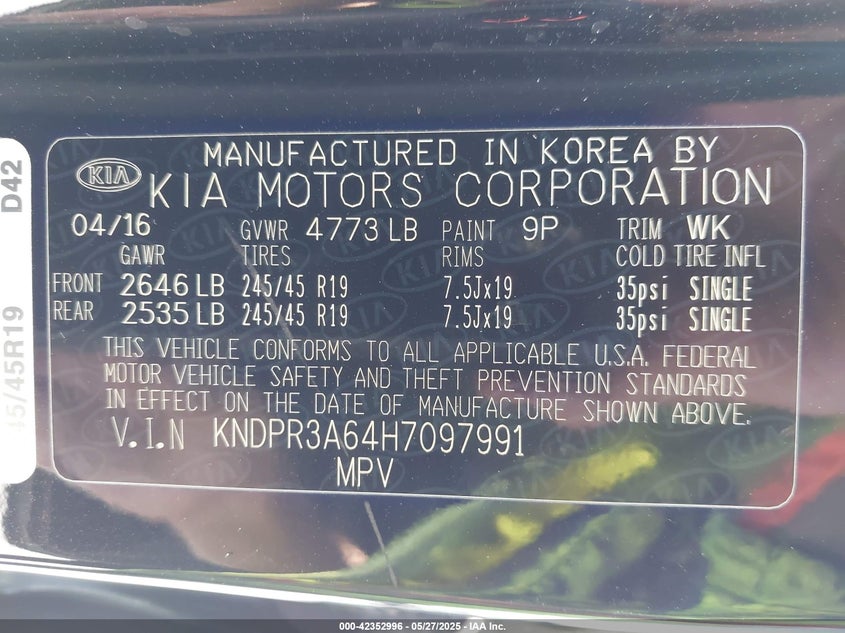 MANUFACTURED IN KOREA BY
KIA KIA MOTORS CORPORATION
04/16 GVWR 4773 LB PAINT 9P TRIM WK
GAWR TIRES RIMS COLD TIRE INFL
FRONT 2646 LB 245/45 R19 7.5Jx19 35psi SINGLE
REAR 2535 LB 245/45 R19 7.5Jx19 35psi SINGLE
THIS VEHICLE CONFORMS TO ALL APPLICABLE U.S.A. FEDERAL
MOTOR VEHICLE SAFETY AND THEFT PREVENTION STANDARDS
IN EFFECT ON THE DATE OF MANUFACTURE SHOWN ABOVE.
V.I.N KNDPR3A64H7097991
MPV
D42
45/45R19
000-42352996 - 05/27/2025 - IAA Inc.